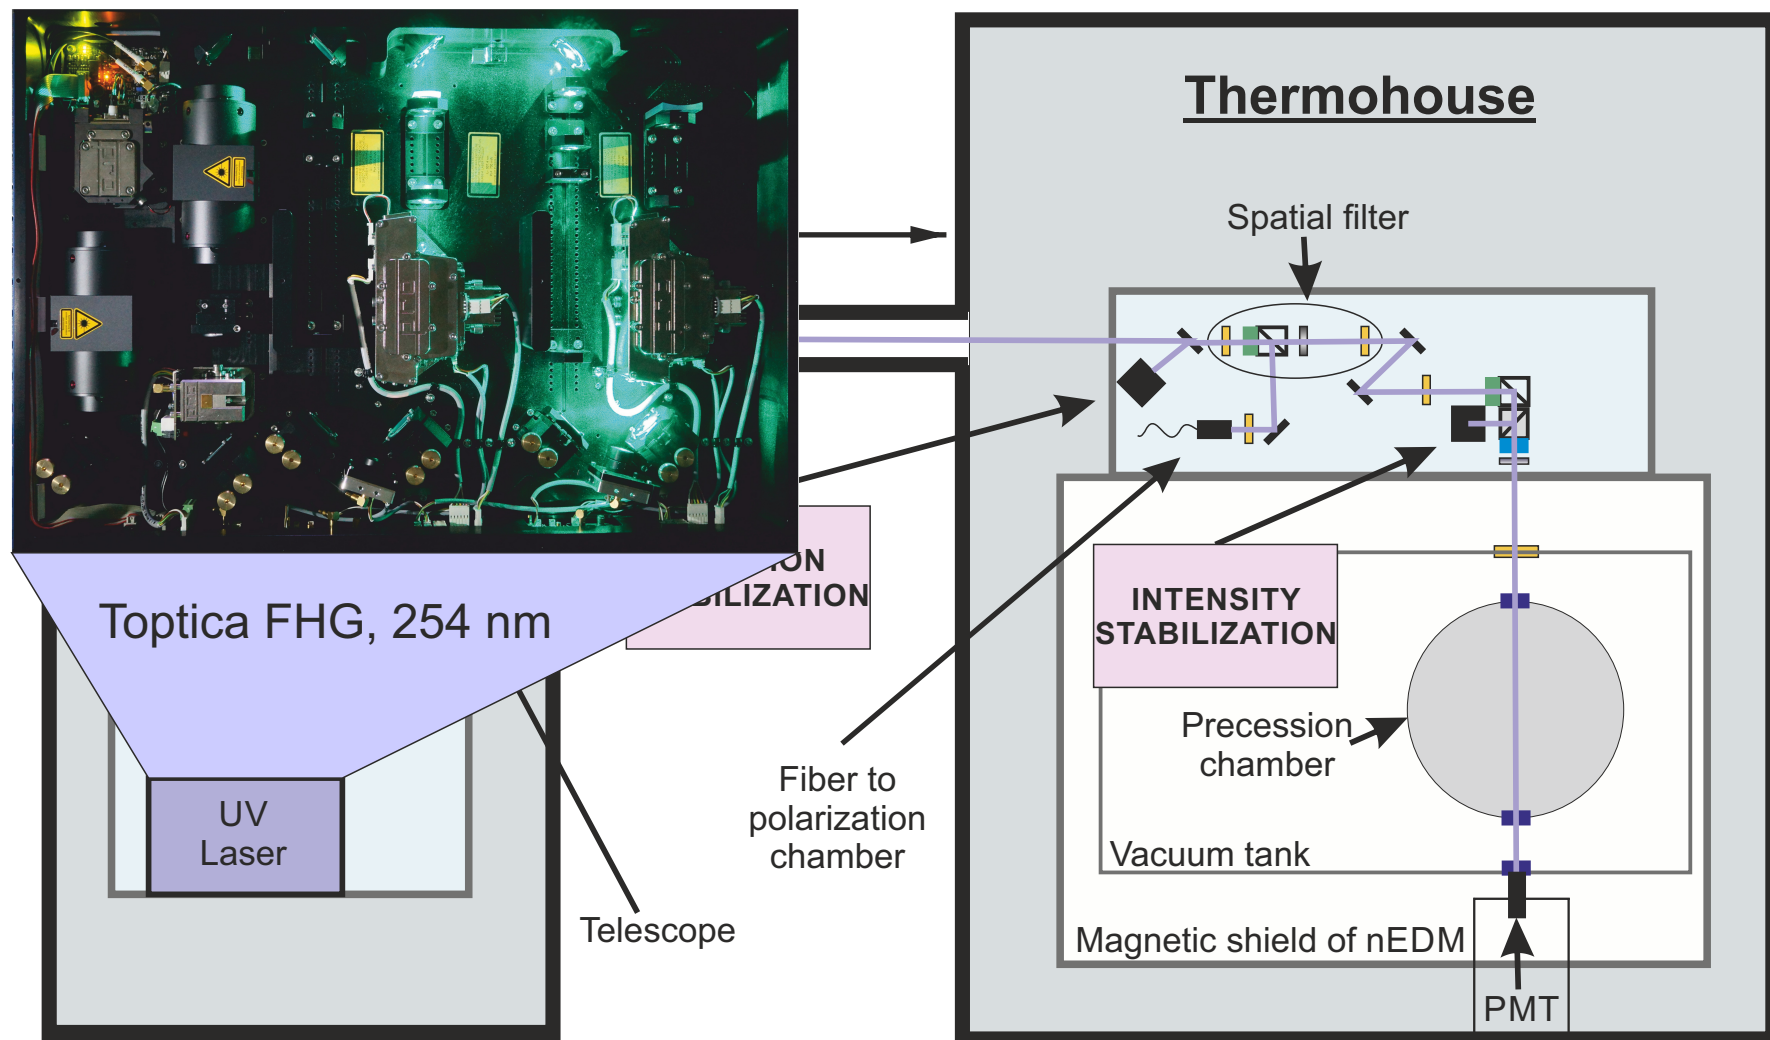 Thermohouse
Spatial filter
Toptica FHG, 254 nm
BILIZATION
INTENSITY
STABILIZATION
Precession
chamber
UV
Laser
Fiber to
polarization
chamber
Vacuum tank
Telescope
Magnetic shield of nEDM
PMT